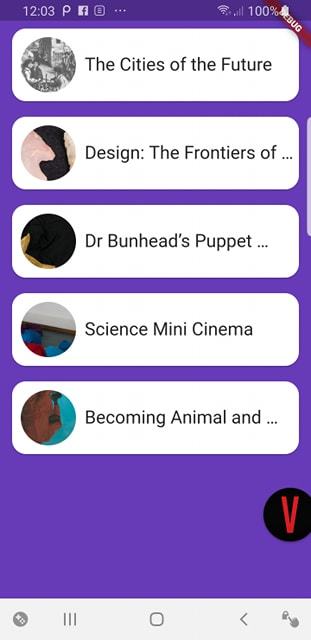 12:03 P f ... 100%
DEBUG
The Cities of the Future
Design: The Frontiers of ...
Dr Bunhead’s Puppet ...
Science Mini Cinema
Becoming Animal and ...
V